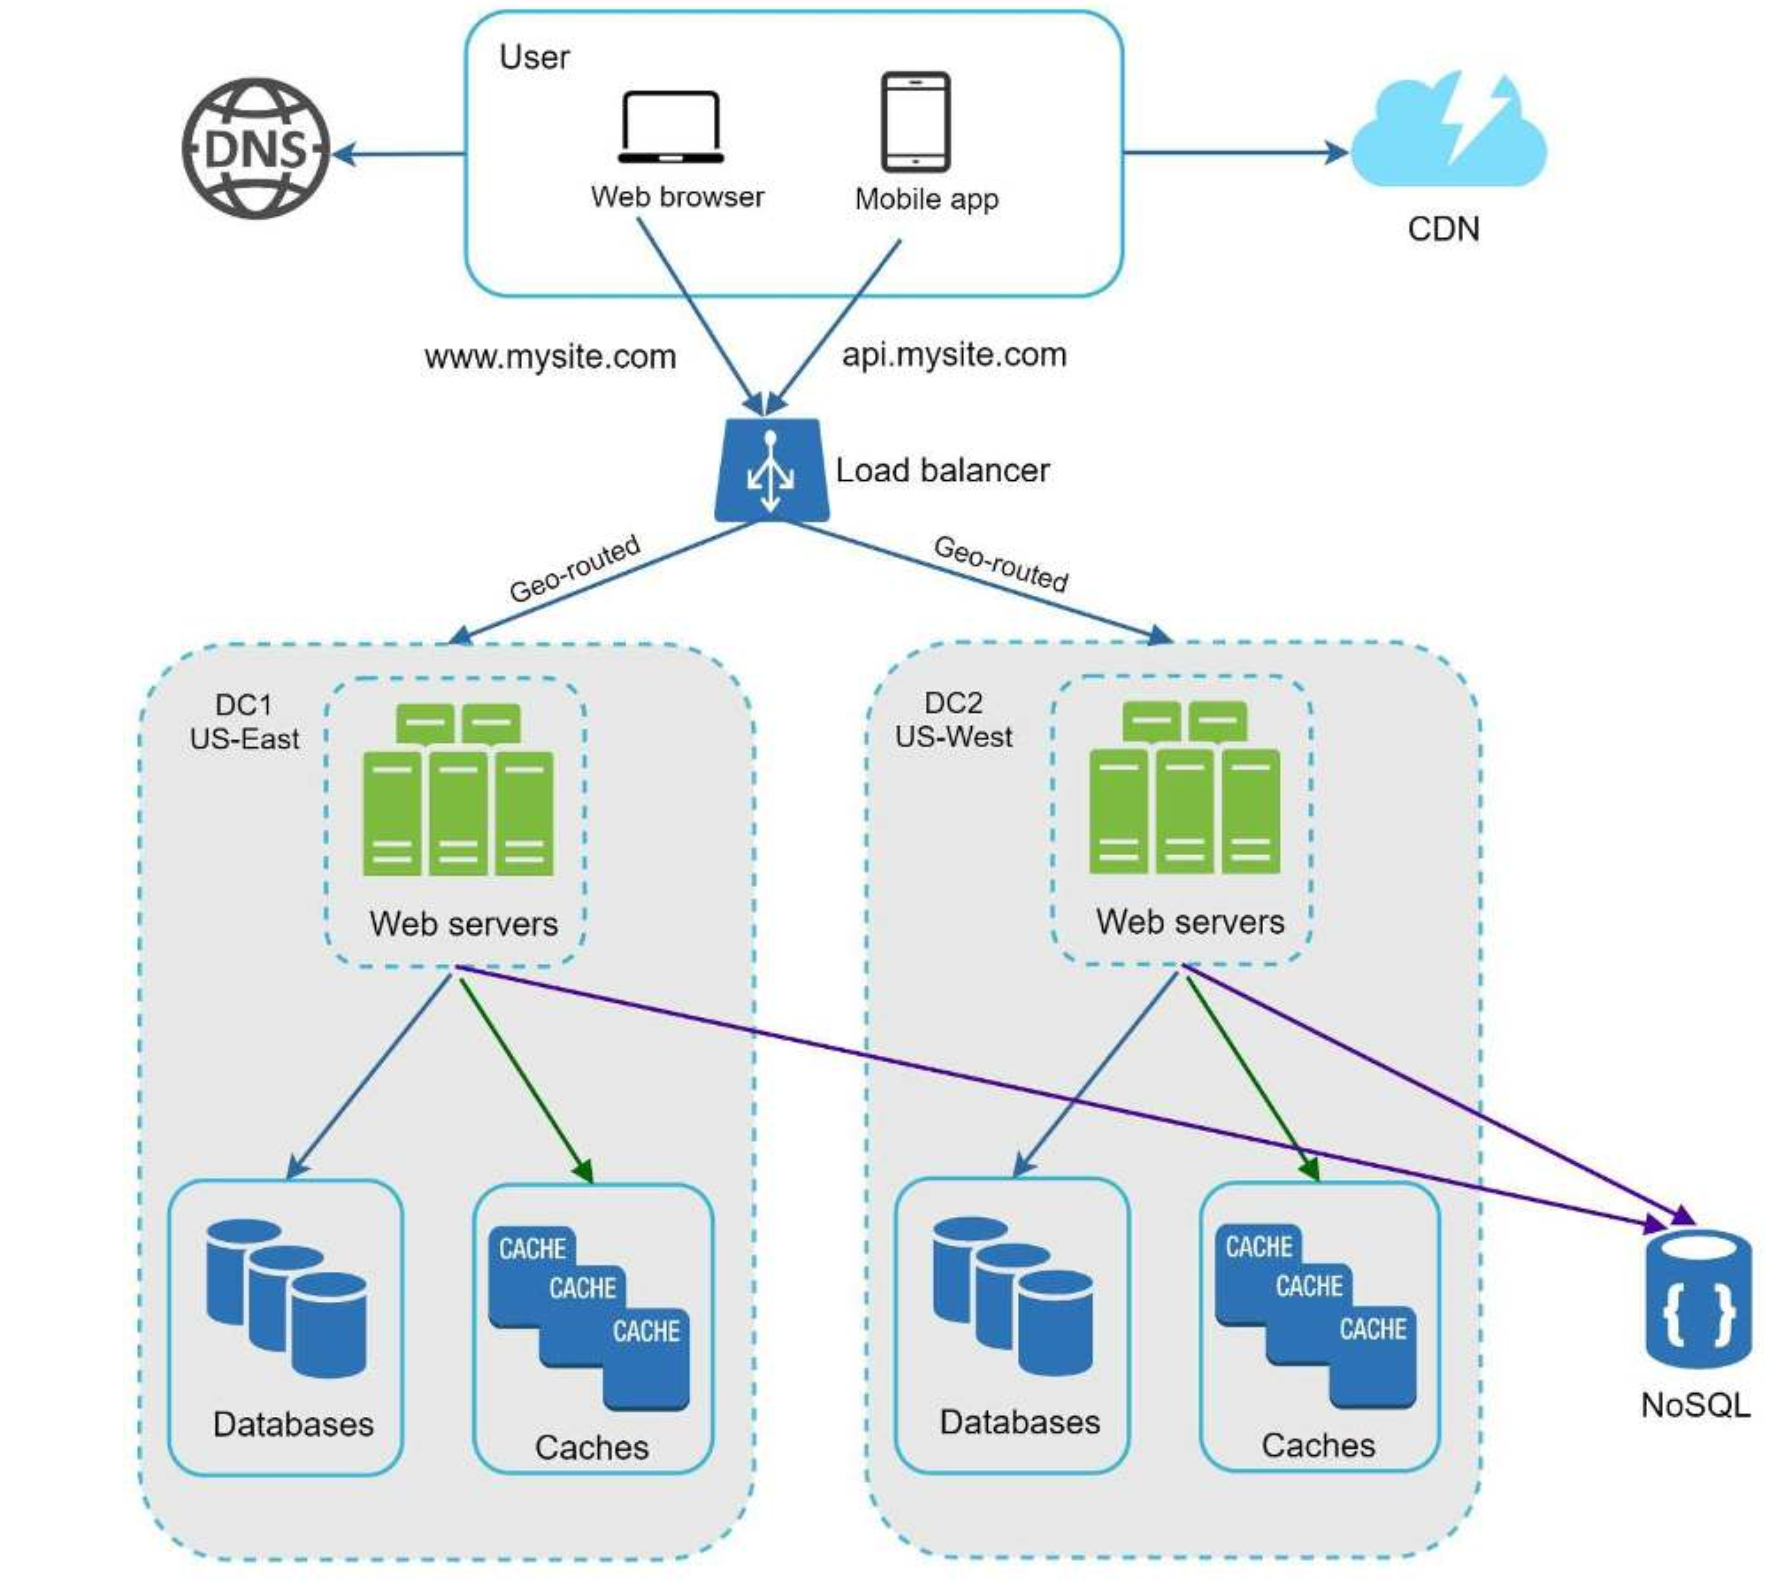 User
DNS
Web browser
Mobile app
CDN
www.mysite.com
api.mysite.com
Load balancer
Geo-routed
Geo-routed
DC1
US-East
Web servers
DC2
US-West
Web servers
CACHE
CACHE
CACHE
Databases
Caches
CACHE
CACHE
CACHE
Databases
Caches
{ }
NoSQL